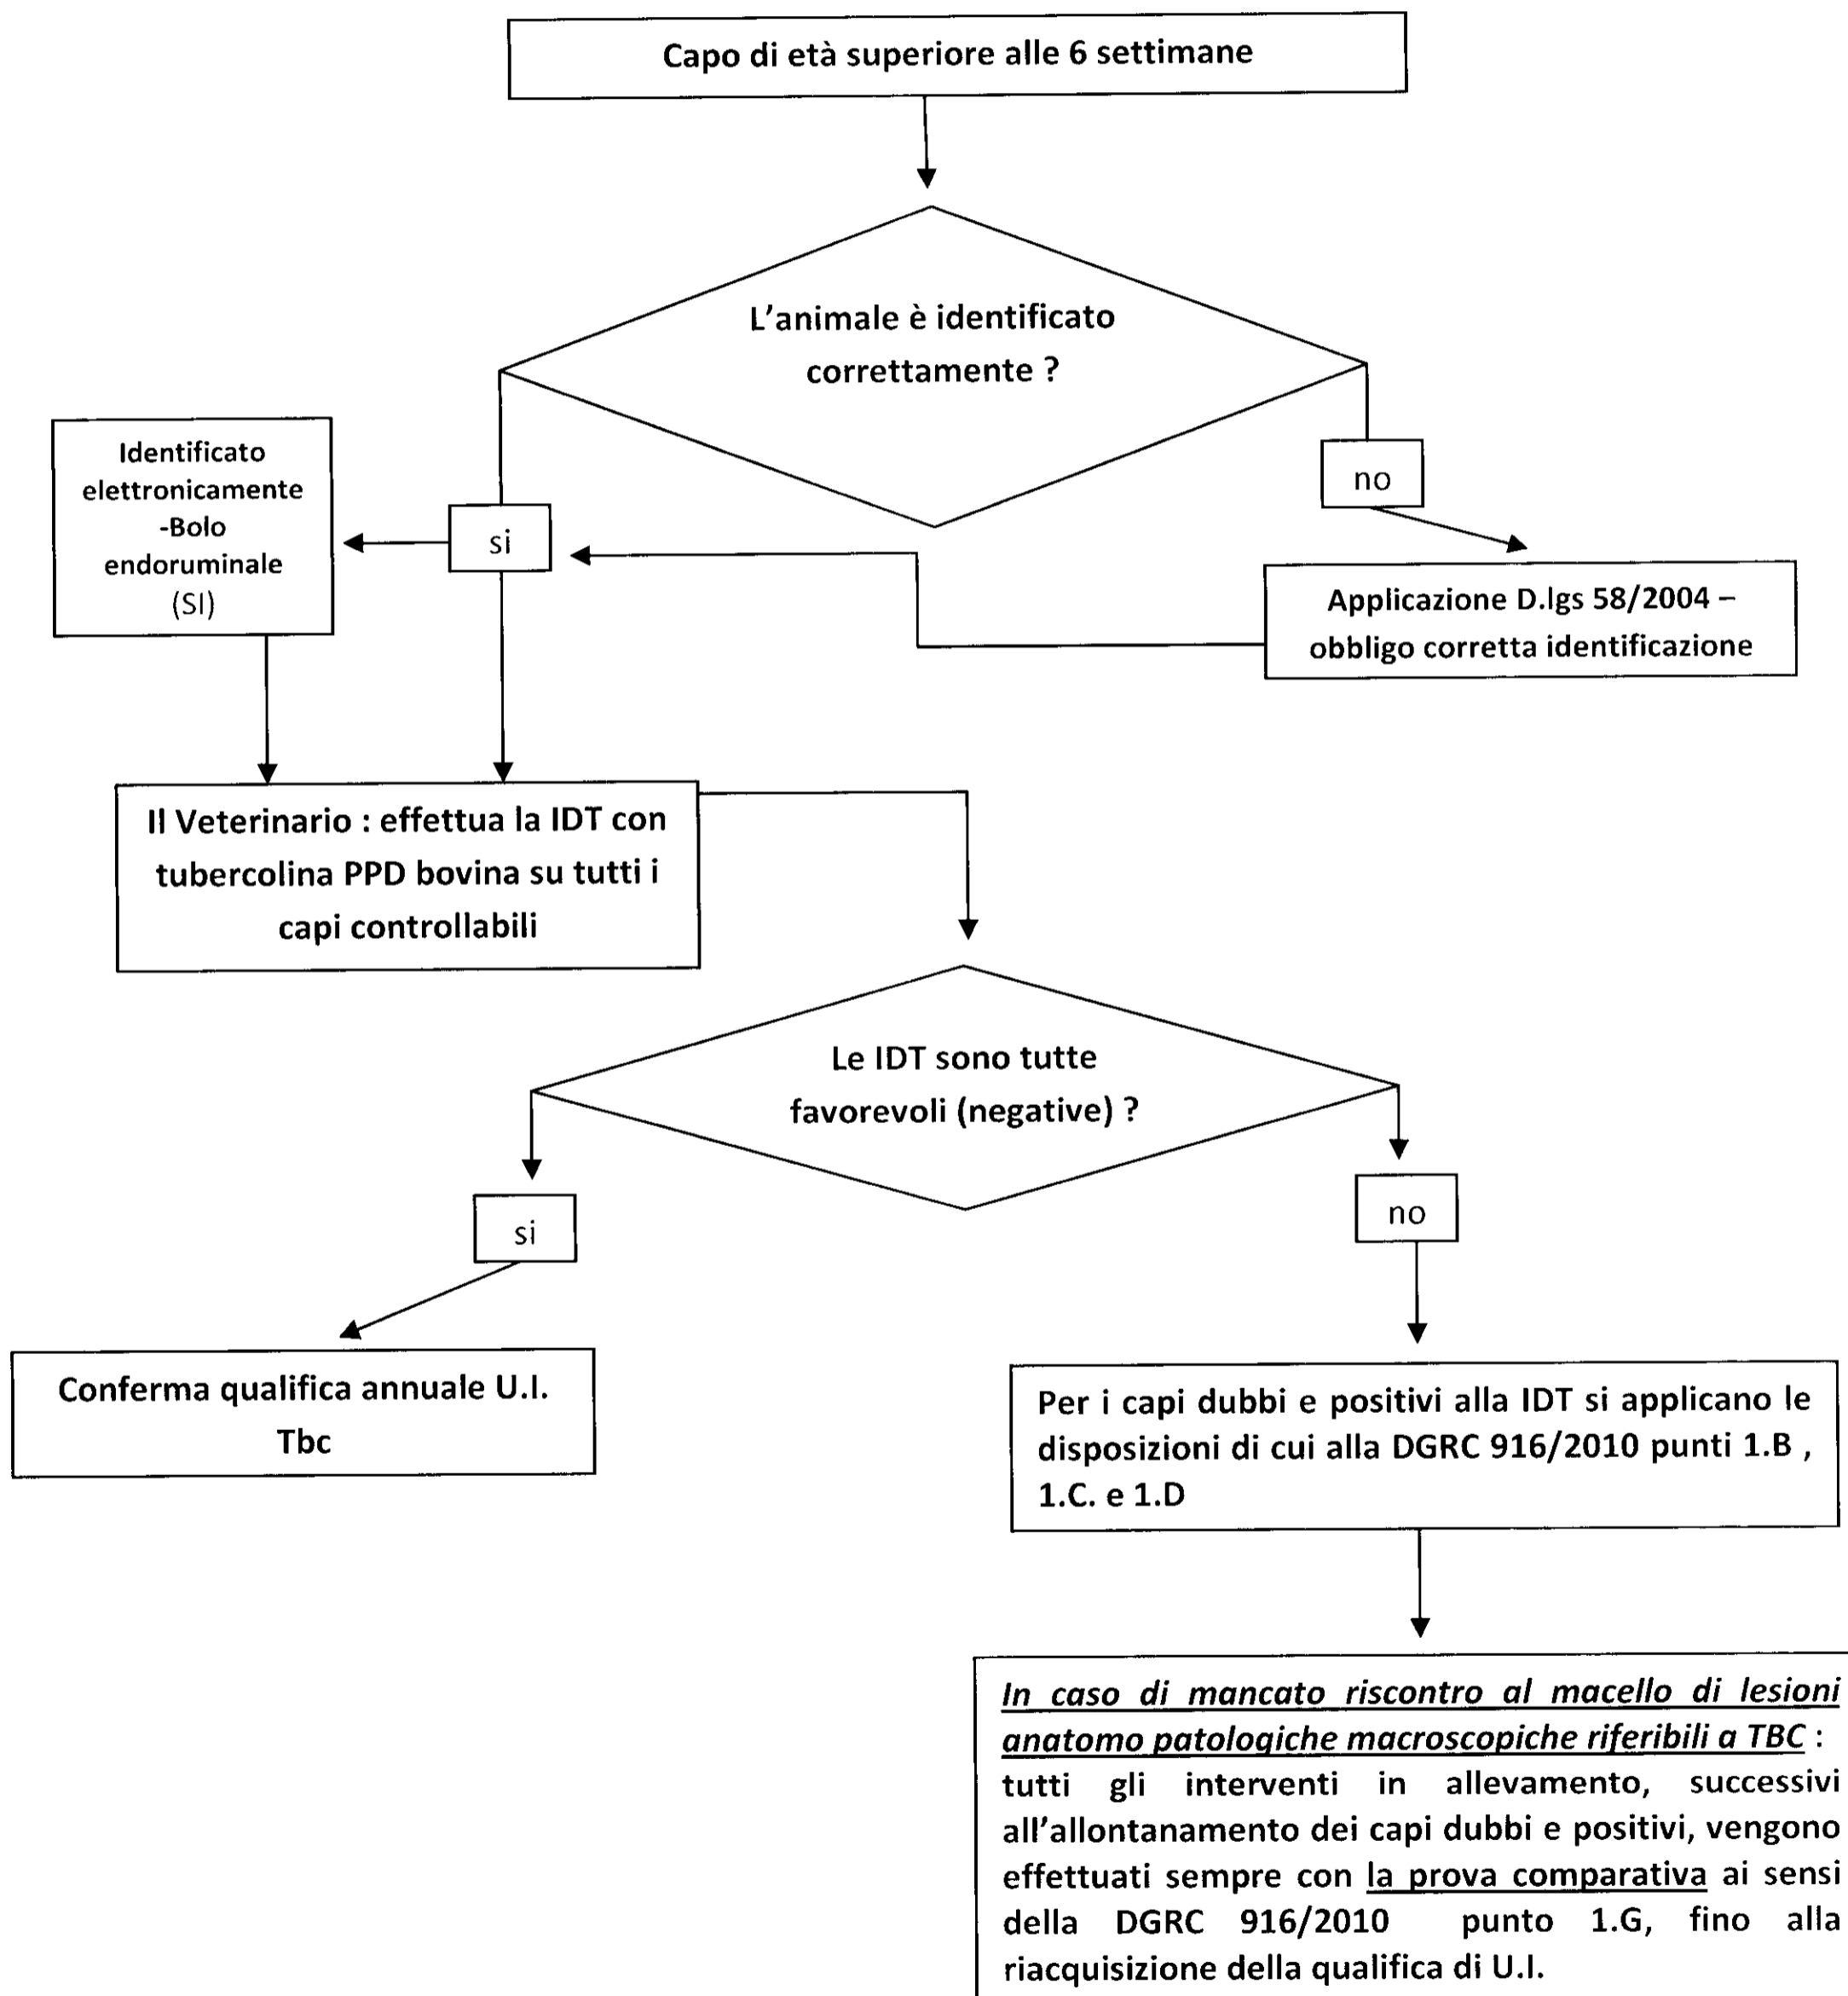 Capo di età superiore alle 6 settimane
L'animale è identificato
correttamente ?
Identificato
elettronicamente
-Bolo
endoruminale
(SI)
si
no
Applicazione D.lgs 58/2004 –
obbligo corretta identificazione
Il Veterinario : effettua la IDT con
tubercolina PPD bovina su tutti i
capi controllabili
Le IDT sono tutte
favorevoli (negative) ?
si
no
Conferma qualifica annuale U.I.
Tbc
Per i capi dubbi e positivi alla IDT si applicano le
disposizioni di cui alla DGRC 916/2010 punti 1.B ,
1.C. e 1.D
In caso di mancato riscontro al macello di lesioni
anatomo patologiche macroscopiche riferibili a TBC :
tutti gli interventi in allevamento, successivi
all'allontanamento dei capi dubbi e positivi, vengono
effettuati sempre con la prova comparativa ai sensi
della DGRC 916/2010 punto 1.G, fino alla
riacquisizione della qualifica di U.I.